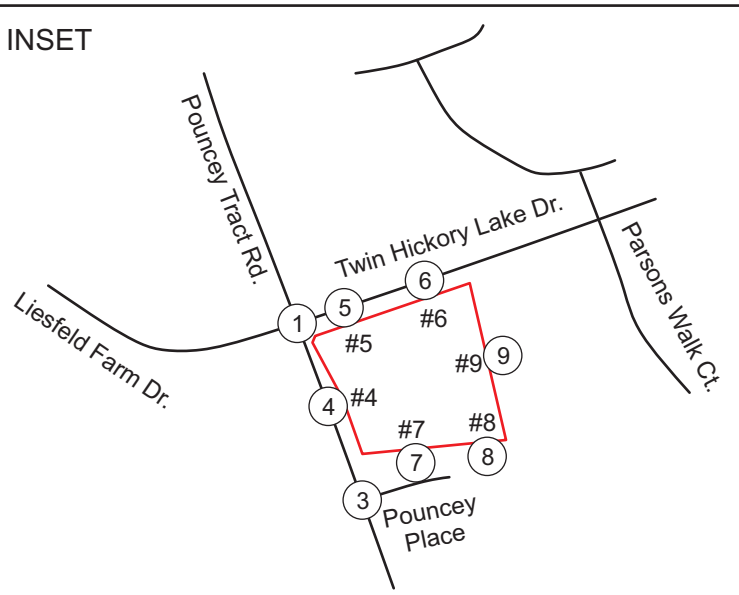 INSET
Pouncey Tract Rd.
Twin Hickory Lake Dr.
Parsons Walk Ct.
Liesfeld Farm Dr.
1
5
6
#5
#6
9
#9
4
#4
#7
#8
7
8
3
Pouncey
Place